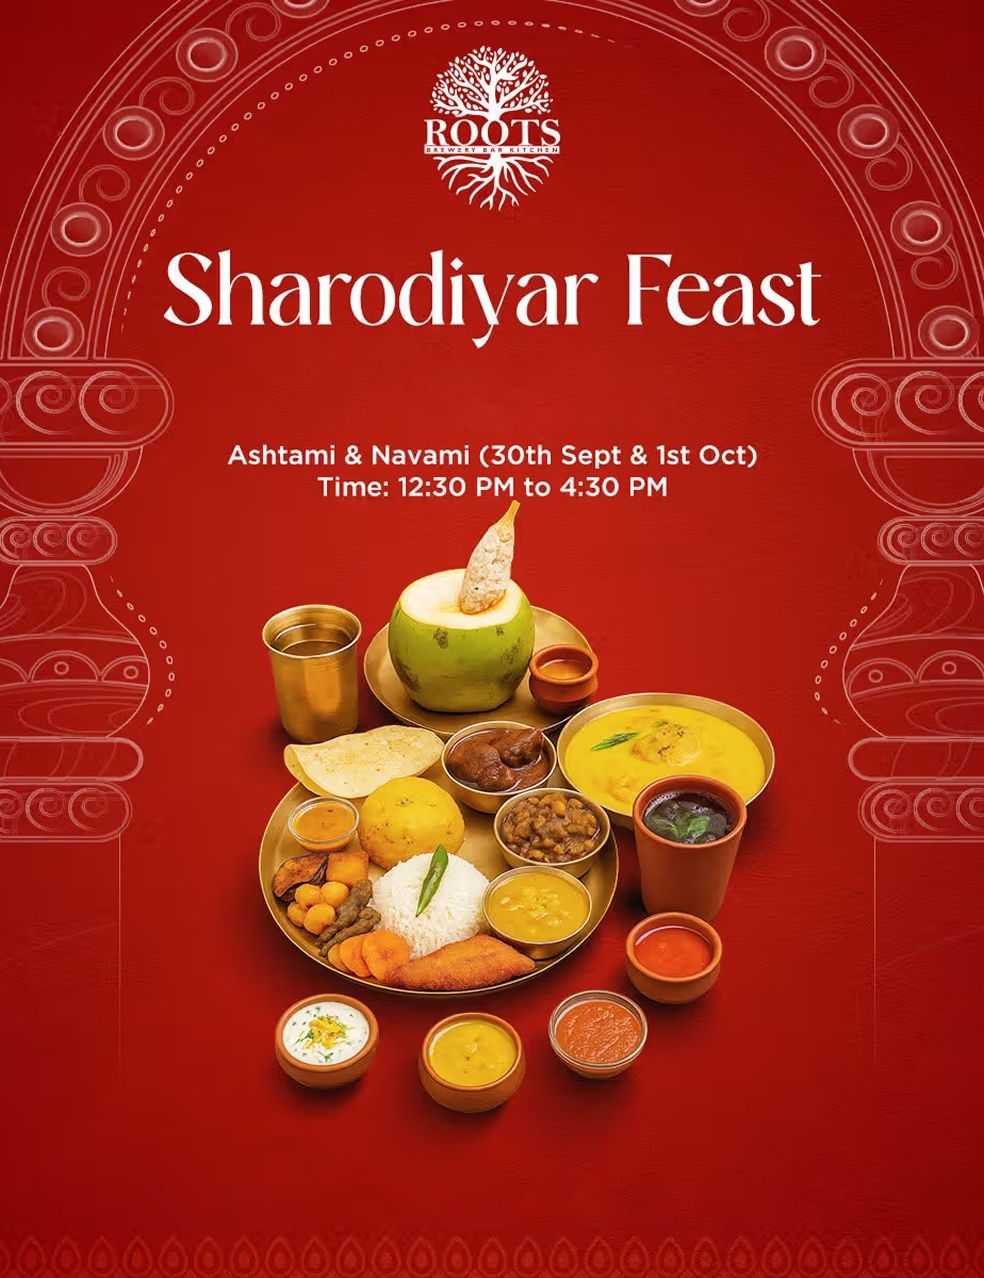 ROOTS
BREWERY BAR KITCHEN
Sharodiyar Feast
Ashtami & Navami (30th Sept & 1st Oct)
Time: 12:30 PM to 4:30 PM